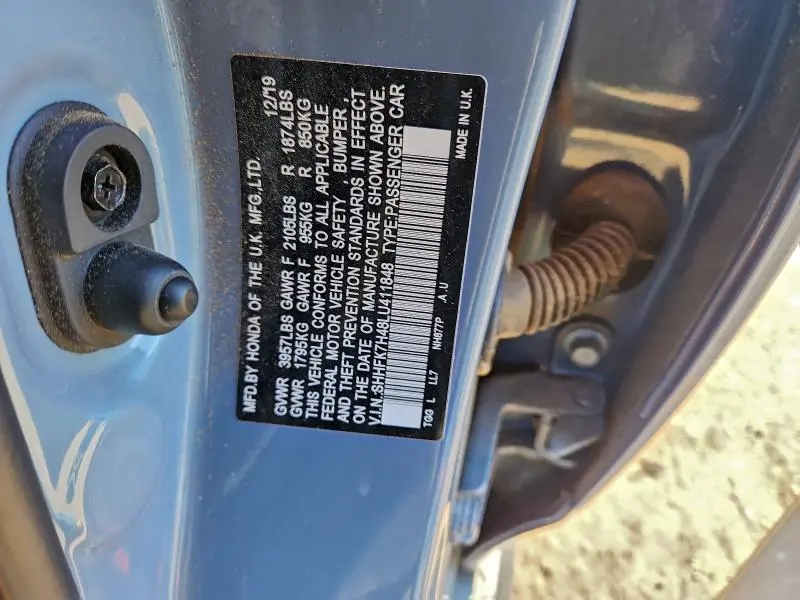 MFD.BY HONDA OF THE U.K. MFG.,LTD. 12/19
GVWR 3957LBS GAWR F 2105LBS R 1874LBS
GVWR 1795KG GAWR F 955KG R 850KG
THIS VEHICLE CONFORMS TO ALL APPLICABLE
FEDERAL MOTOR VEHICLE SAFETY , BUMPER ,
AND THEFT PREVENTION STANDARDS IN EFFECT
ON THE DATE OF MANUFACTURE SHOWN ABOVE.
V.I.N.:SHHFK7H48LU411848 TYPE:PASSENGER CAR
TGG L LL7 NH877P A.U MADE IN U.K.